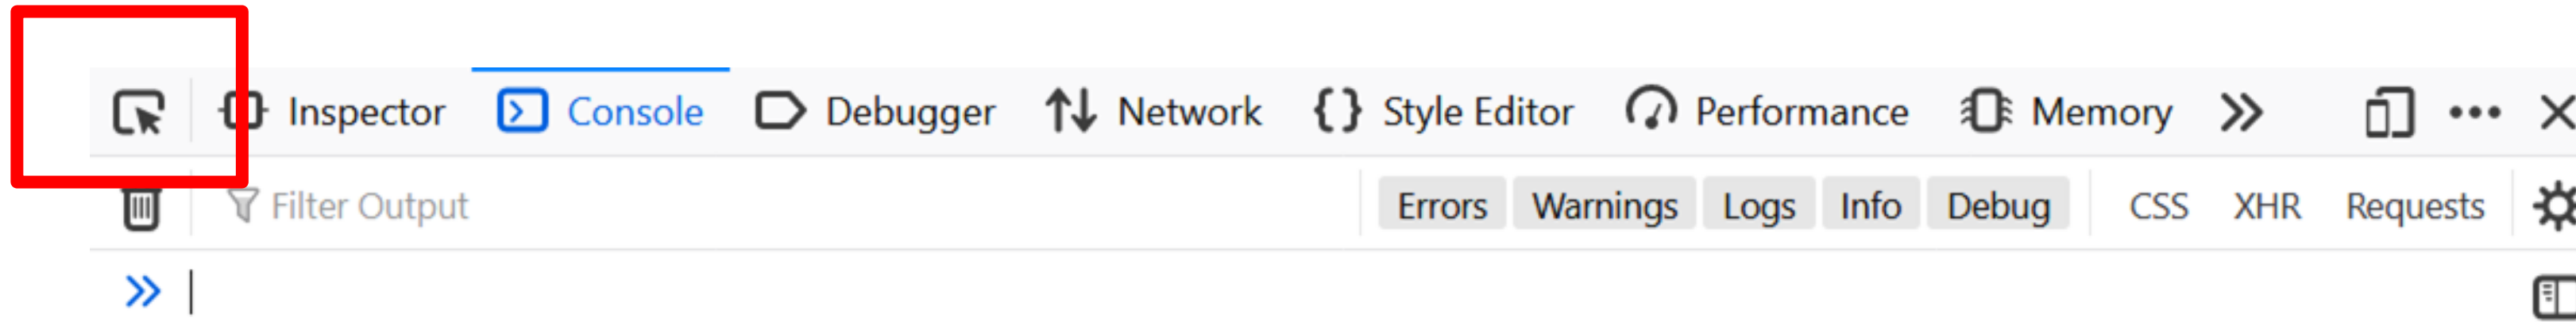 Inspector Console Debugger Network Style Editor Performance Memory
Filter Output Errors Warnings Logs Info Debug CSS XHR Requests